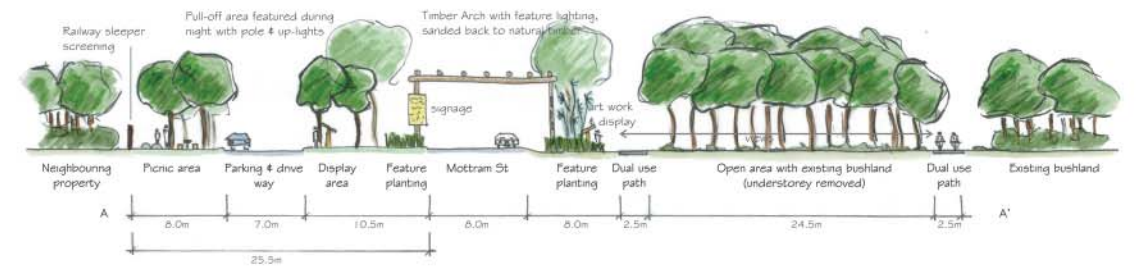 Railway sleeper
screening
Pull-off area featured during
night with pole & up-lights
Timber Arch with feature lighting,
sanded back to natural timber
signage
art work
display
views
Neighbouring
property
Picnic area
Parking & drive
way
Display
area
Feature
planting
Mottram St
Feature
planting
Dual use
path
Open area with existing bushland
(understorey removed)
Dual use
path
Existing bushland
A
A'
8.0m
7.0m
10.5m
8.0m
8.0m
2.5m
24.5m
2.5m
25.5m